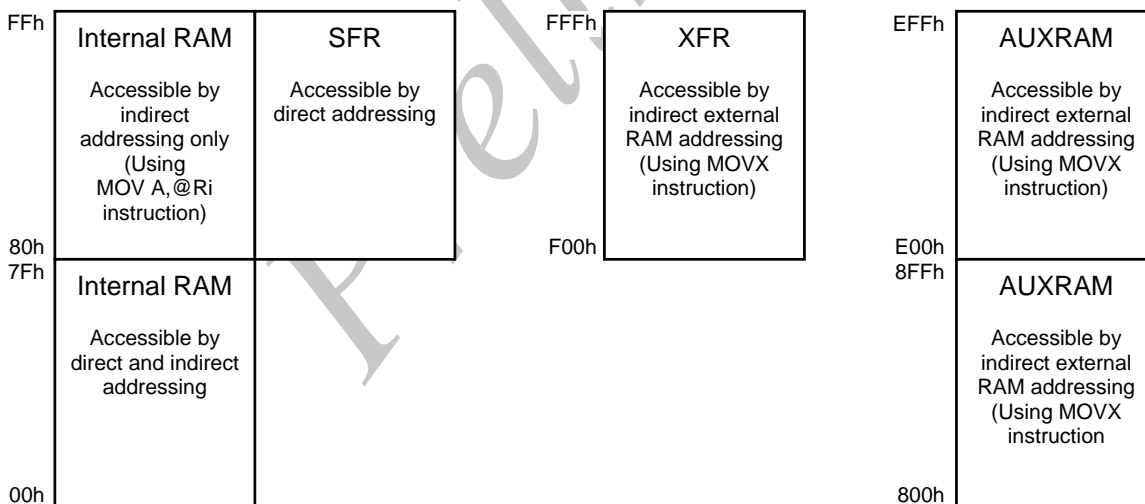 FFh
Internal RAM
Accessible by
indirect
addressing only
(Using
MOV A,@Ri
instruction)
80h
SFR
Accessible by
direct addressing
FFFh
XFR
Accessible by
indirect external
RAM addressing
(Using MOVX
instruction)
F00h
EFFh
AUXRAM
Accessible by
indirect external
RAM addressing
(Using MOVX
instruction)
E00h
7Fh
Internal RAM
Accessible by
direct and indirect
addressing
00h
8FFh
AUXRAM
Accessible by
indirect external
RAM addressing
(Using MOVX
instruction
800h